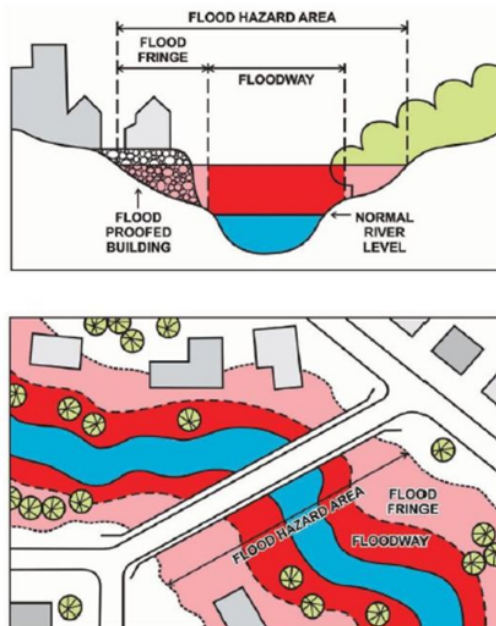 FLOOD HAZARD AREA
FLOOD
FRINGE
FLOODWAY
FLOOD
PROOFED
BUILDING
NORMAL
RIVER
LEVEL
FLOOD HAZARD AREA
FLOOD
FRINGE
FLOODWAY